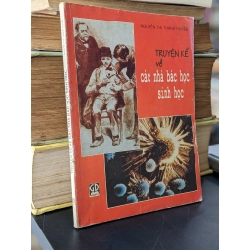 TRUYỆN KỂ
về
các nhà bác học
sinh học